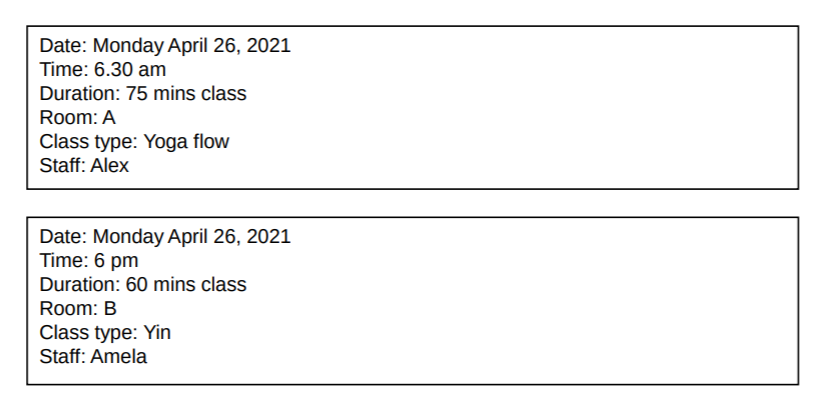 Date: Monday April 26, 2021
Time: 6.30 am
Duration: 75 mins class
Room: A
Class type: Yoga flow
Staff: Alex
Date: Monday April 26, 2021
Time: 6 pm
Duration: 60 mins class
Room: B
Class type: Yin
Staff: Amela